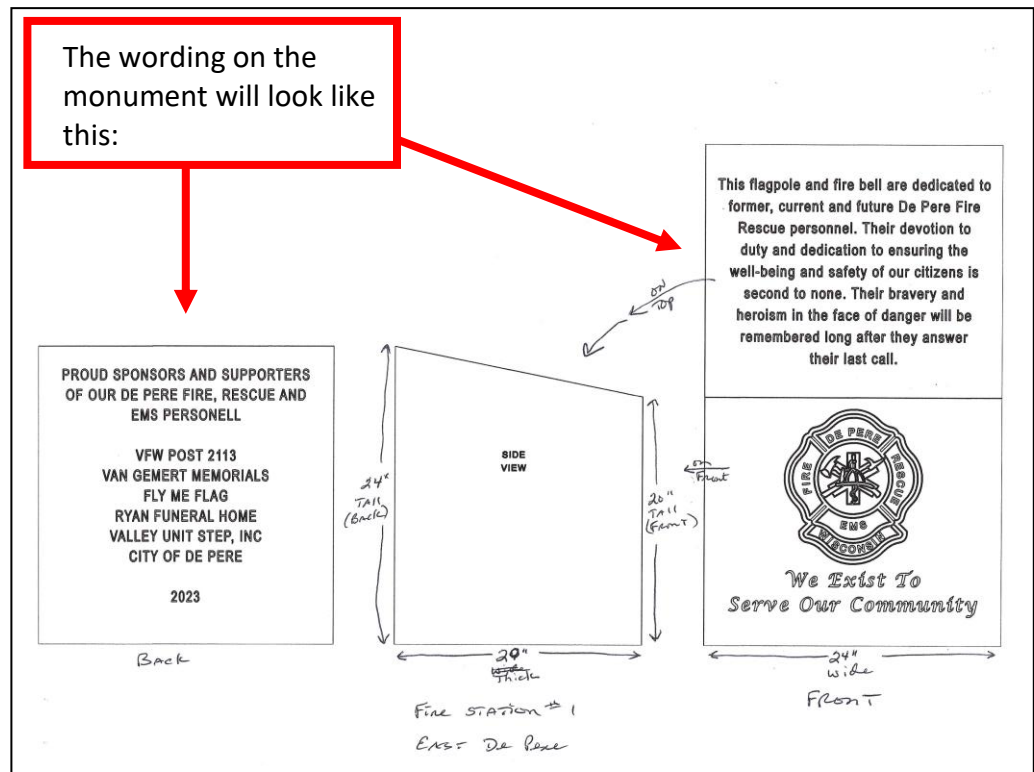 The wording on the
monument will look like
this:
This flagpole and fire bell are dedicated to
former, current and future De Pere Fire
Rescue personnel. Their devotion to
duty and dedication to ensuring the
well-being and safety of our citizens is
second to none. Their bravery and
heroism in the face of danger will be
remembered long after they answer
their last call.
on
TOP
PROUD SPONSORS AND SUPPORTERS
OF OUR DE PERE FIRE, RESCUE AND
EMS PERSONELL
VFW POST 2113
VAN GEMERT MEMORIALS
FLY ME FLAG
RYAN FUNERAL HOME
VALLEY UNIT STEP, INC
CITY OF DE PERE
2023
Back
SIDE
VIEW
24"
TALL
(BACK)
20"
TALL
(FRONT)
20"
Thick
on
Front
DE PERE
FIRE
RESCUE
EMS
WISCONSIN
We Exist To
Serve Our Community
24"
wide
FRONT
Fire STATION # 1
EAST De Pere